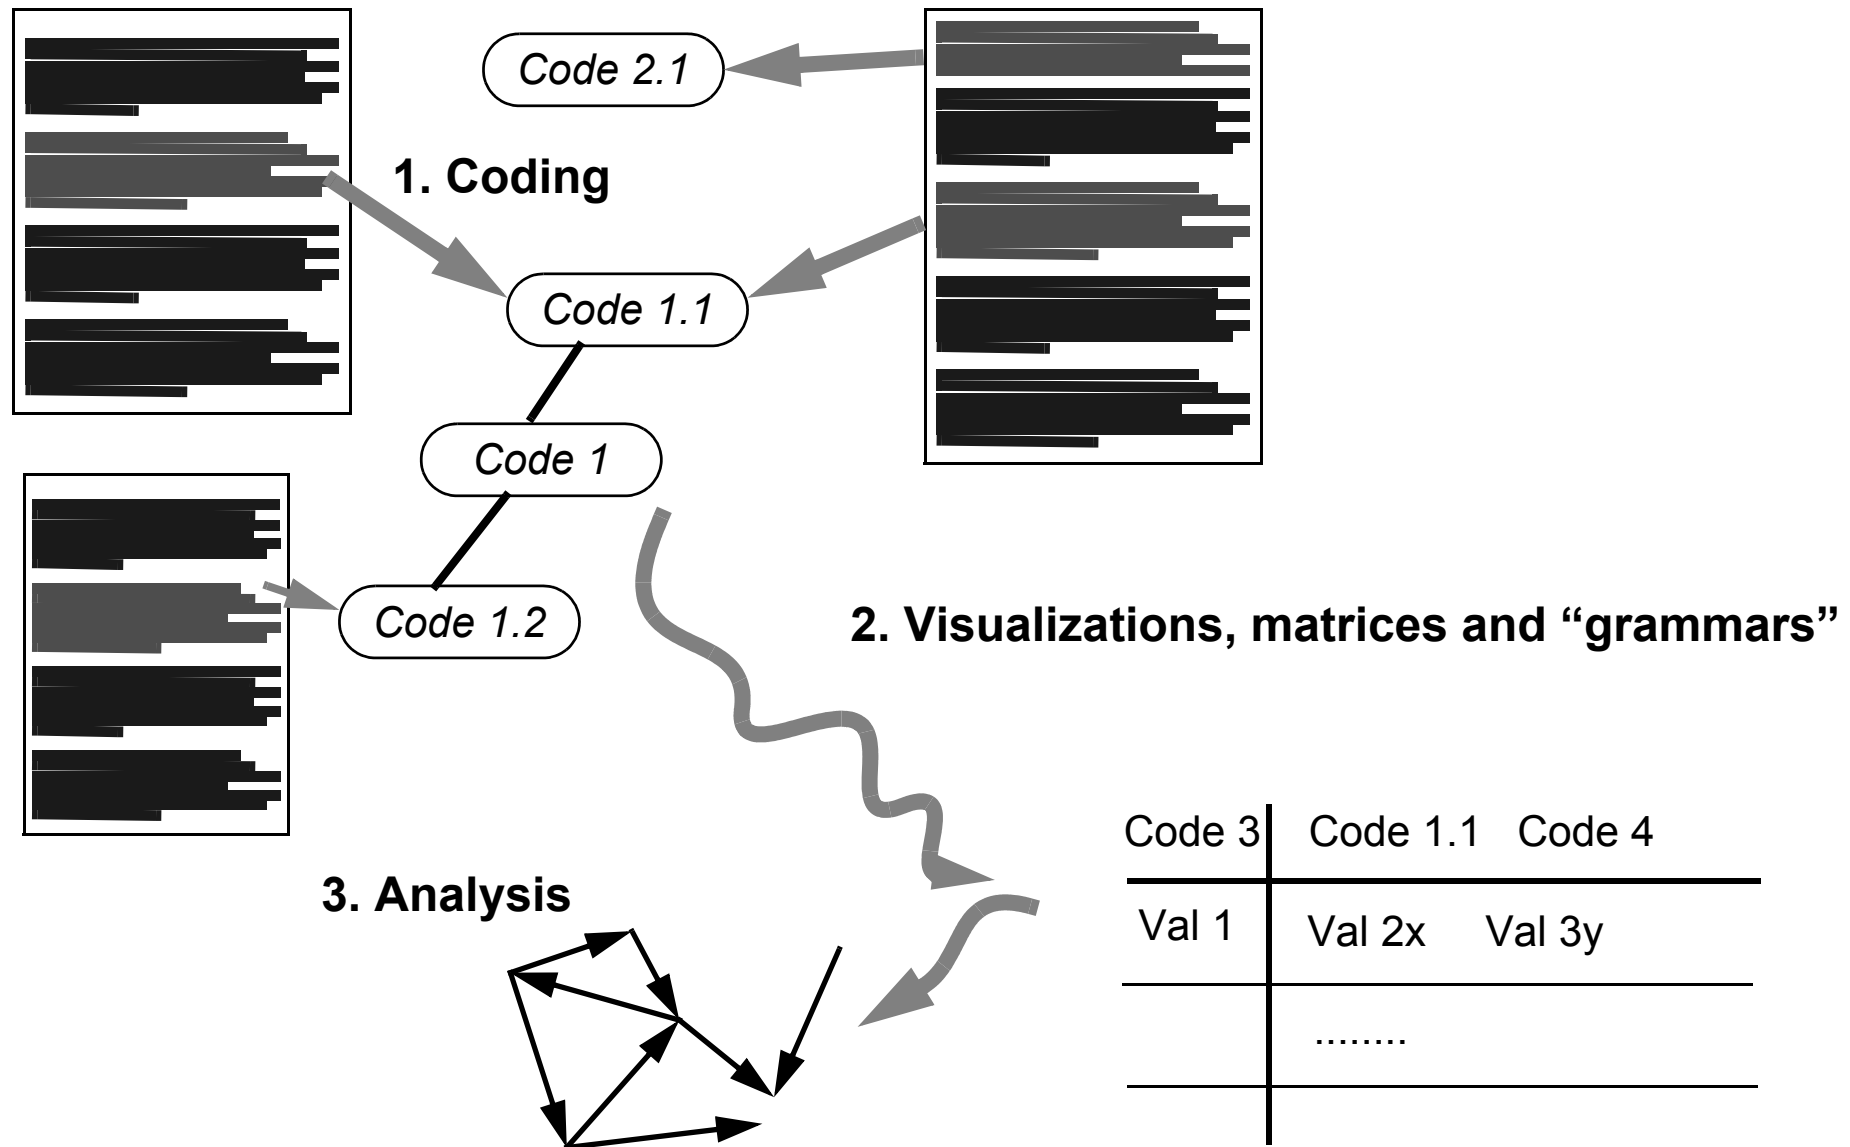 Code 2.1
1. Coding
Code 1.1
Code 1
Code 1.2
2. Visualizations, matrices and “grammars”
Code 3 Code 1.1 Code 4
Val 1 Val 2x Val 3y
........
3. Analysis